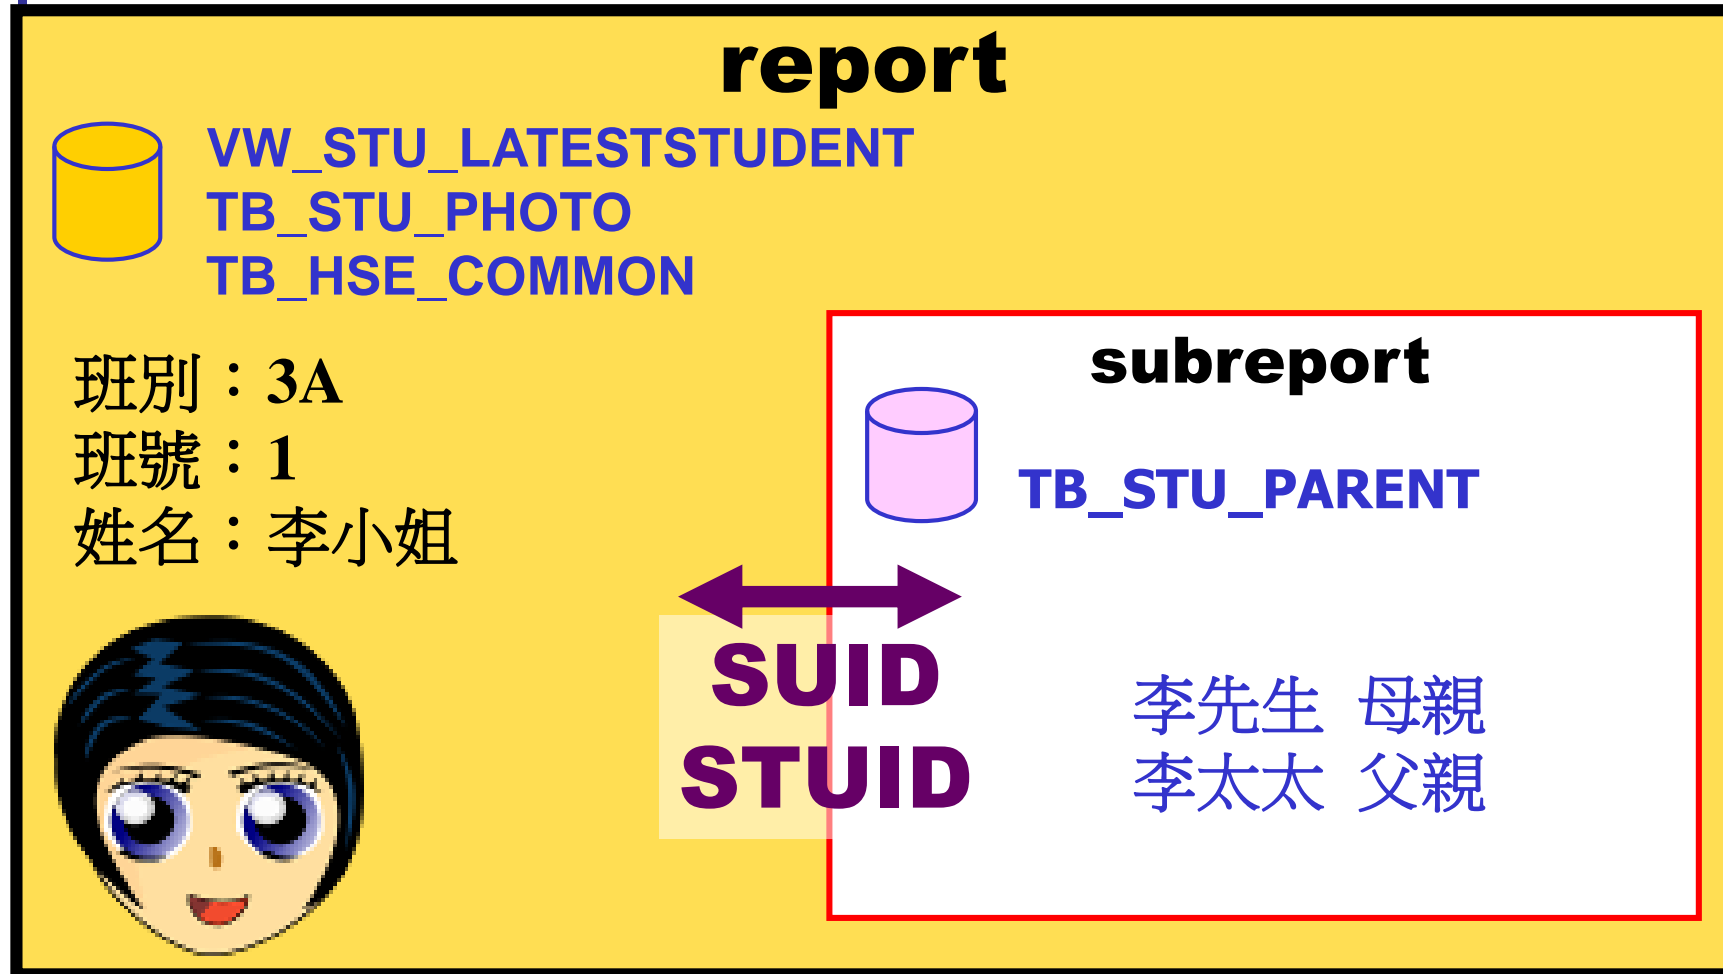 report
VW_STU_LATESTSTUDENT
TB_STU_PHOTO
TB_HSE_COMMON
班別：3A
班號：1
姓名：李小姐
subreport
TB_STU_PARENT
SUID
STUID
李先生 母親
李太太 父親